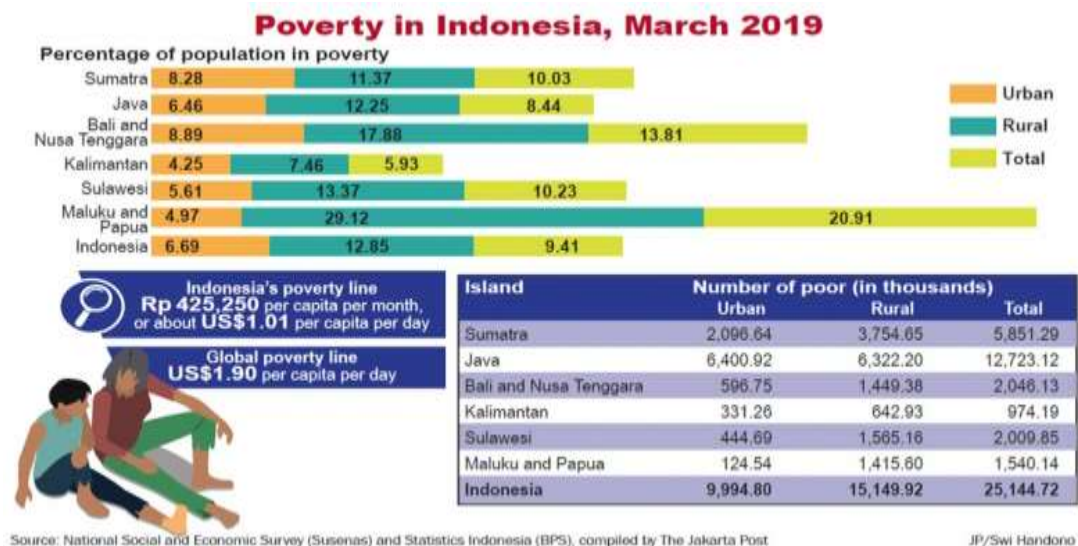 Poverty in Indonesia, March 2019
Percentage of population in poverty
Sumatra 8.28 11.37 10.03
Java 6.46 12.25 8.44
Bali and
Nusa Tenggara 8.89 17.88 13.81
Kalimantan 4.25 7.46 5.93
Sulawesi 5.61 13.37 10.23
Maluku and
Papua 4.97 29.12 20.91
Indonesia 6.69 12.85 9.41
Urban
Rural
Total
Indonesia's poverty line
Rp 425,250 per capita per month,
or about US$1.01 per capita per day
Global poverty line
US$1.90 per capita per day
Island Number of poor (in thousands)
Urban Rural Total
Sumatra 2,096.64 3,754.65 5,851.29
Java 6,400.92 6,322.20 12,723.12
Bali and Nusa Tenggara 596.75 1,449.38 2,046.13
Kalimantan 331.26 642.93 974.19
Sulawesi 444.69 1,565.16 2,009.85
Maluku and Papua 124.54 1,415.60 1,540.14
Indonesia 9,994.80 15,149.92 25,144.72
Source: National Social and Economic Survey (Susenas) and Statistics Indonesia (BPS), compiled by The Jakarta Post
JP/Swi Handono